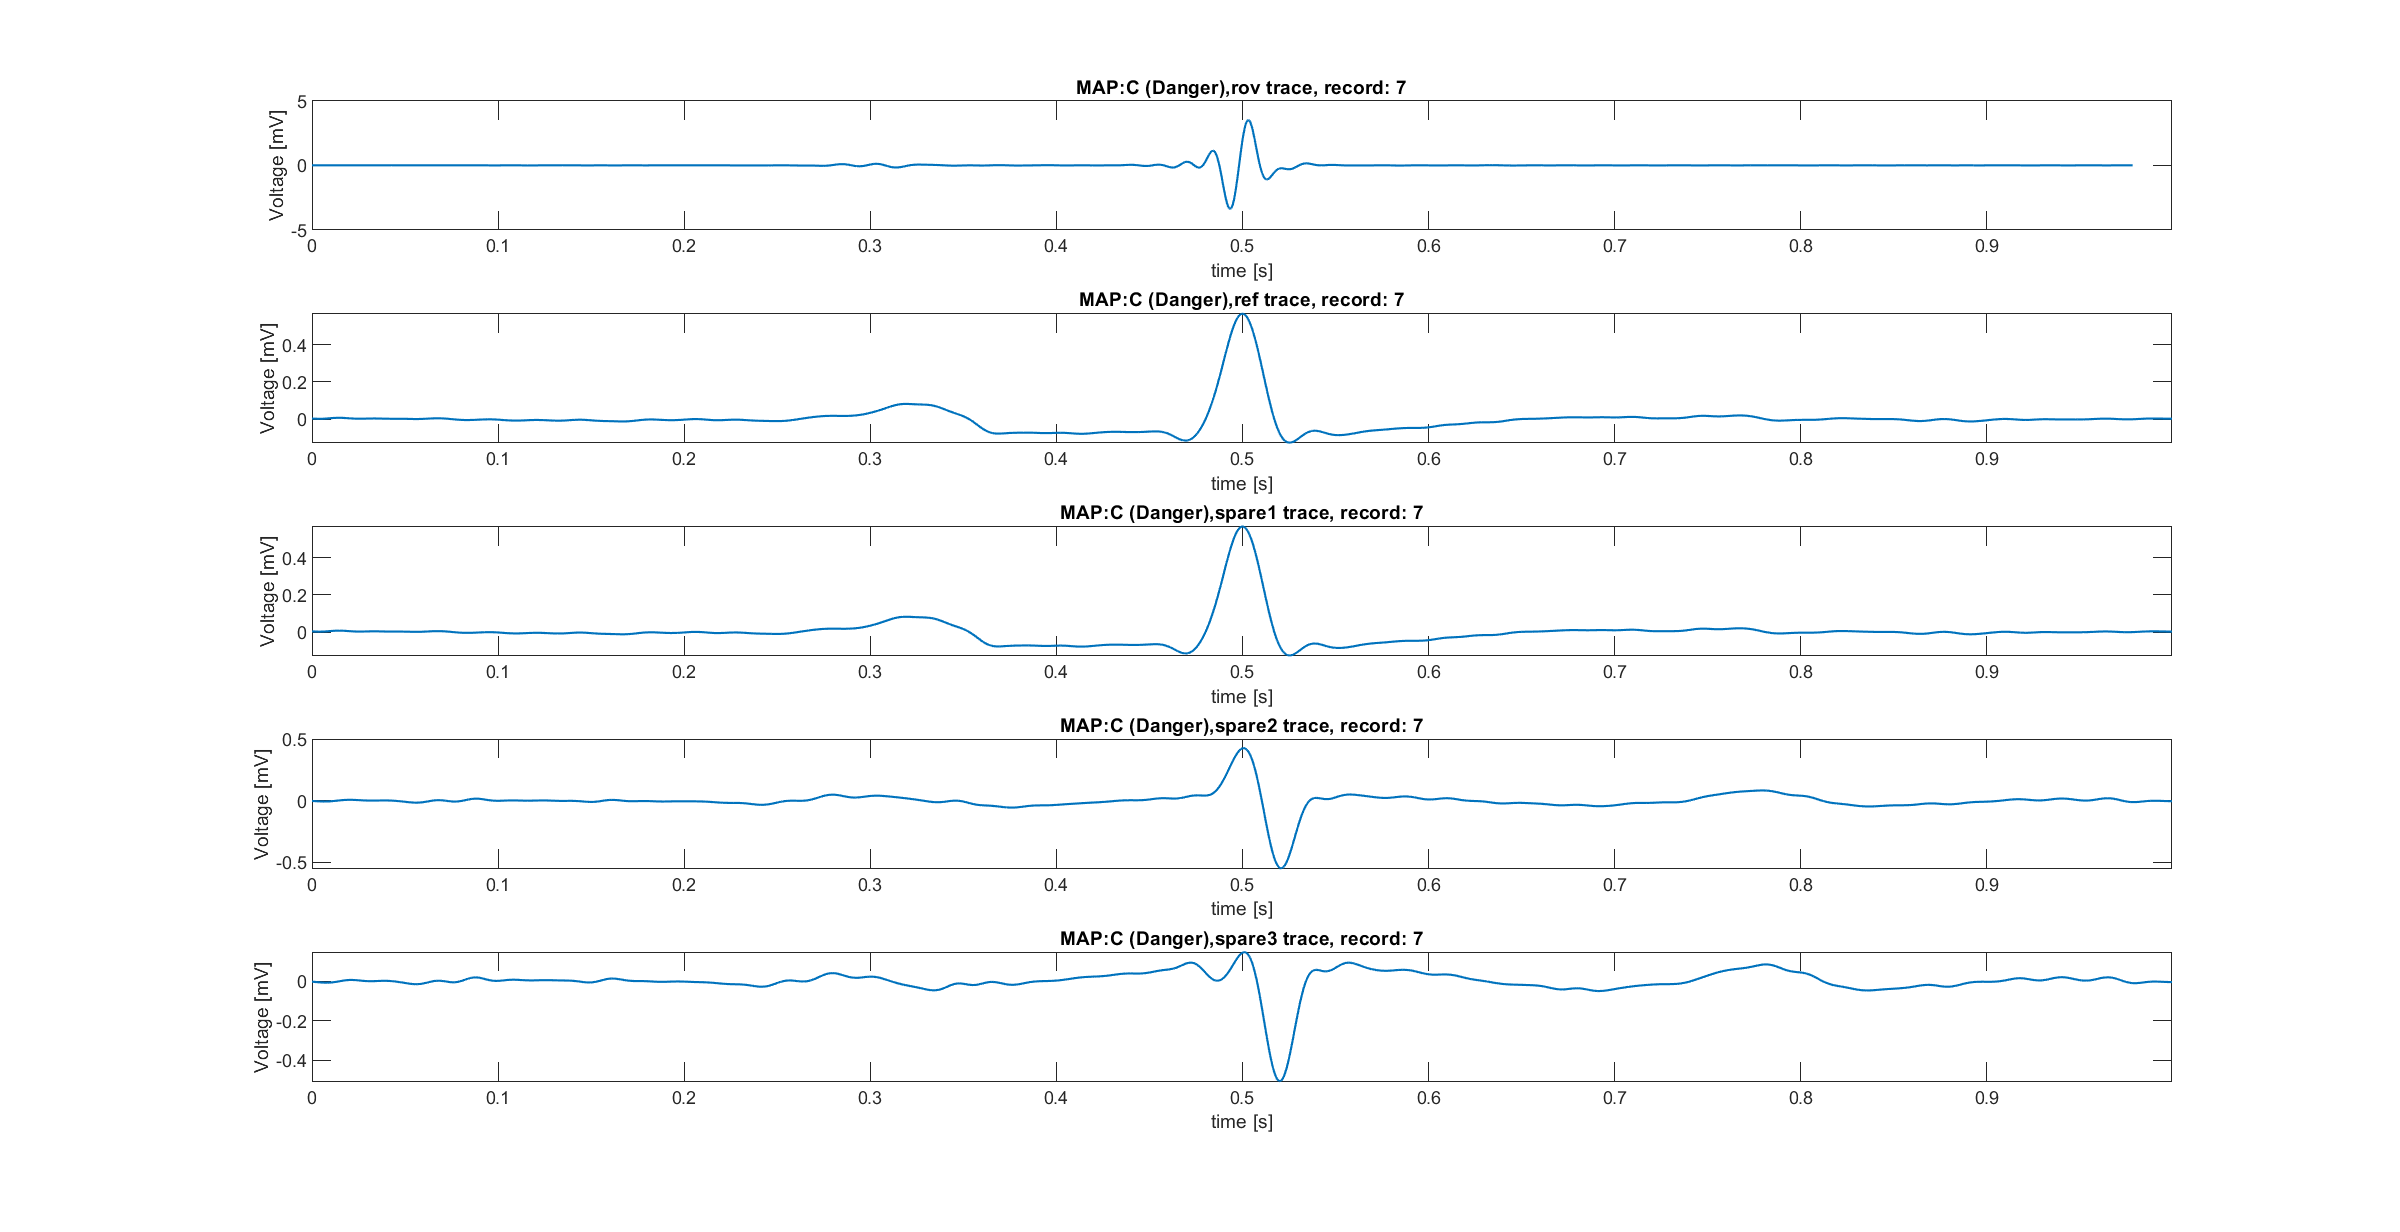 MAP:C (Danger),rov trace, record: 7
Voltage [mV]
5
0
-5
0 0.1 0.2 0.3 0.4 0.5 0.6 0.7 0.8 0.9
time [s]
MAP:C (Danger),ref trace, record: 7
Voltage [mV]
0.4
0.2
0
0 0.1 0.2 0.3 0.4 0.5 0.6 0.7 0.8 0.9
time [s]
MAP:C (Danger),spare1 trace, record: 7
Voltage [mV]
0.4
0.2
0
0 0.1 0.2 0.3 0.4 0.5 0.6 0.7 0.8 0.9
time [s]
MAP:C (Danger),spare2 trace, record: 7
Voltage [mV]
0.5
0
-0.5
0 0.1 0.2 0.3 0.4 0.5 0.6 0.7 0.8 0.9
time [s]
MAP:C (Danger),spare3 trace, record: 7
Voltage [mV]
0
-0.2
-0.4
0 0.1 0.2 0.3 0.4 0.5 0.6 0.7 0.8 0.9
time [s]